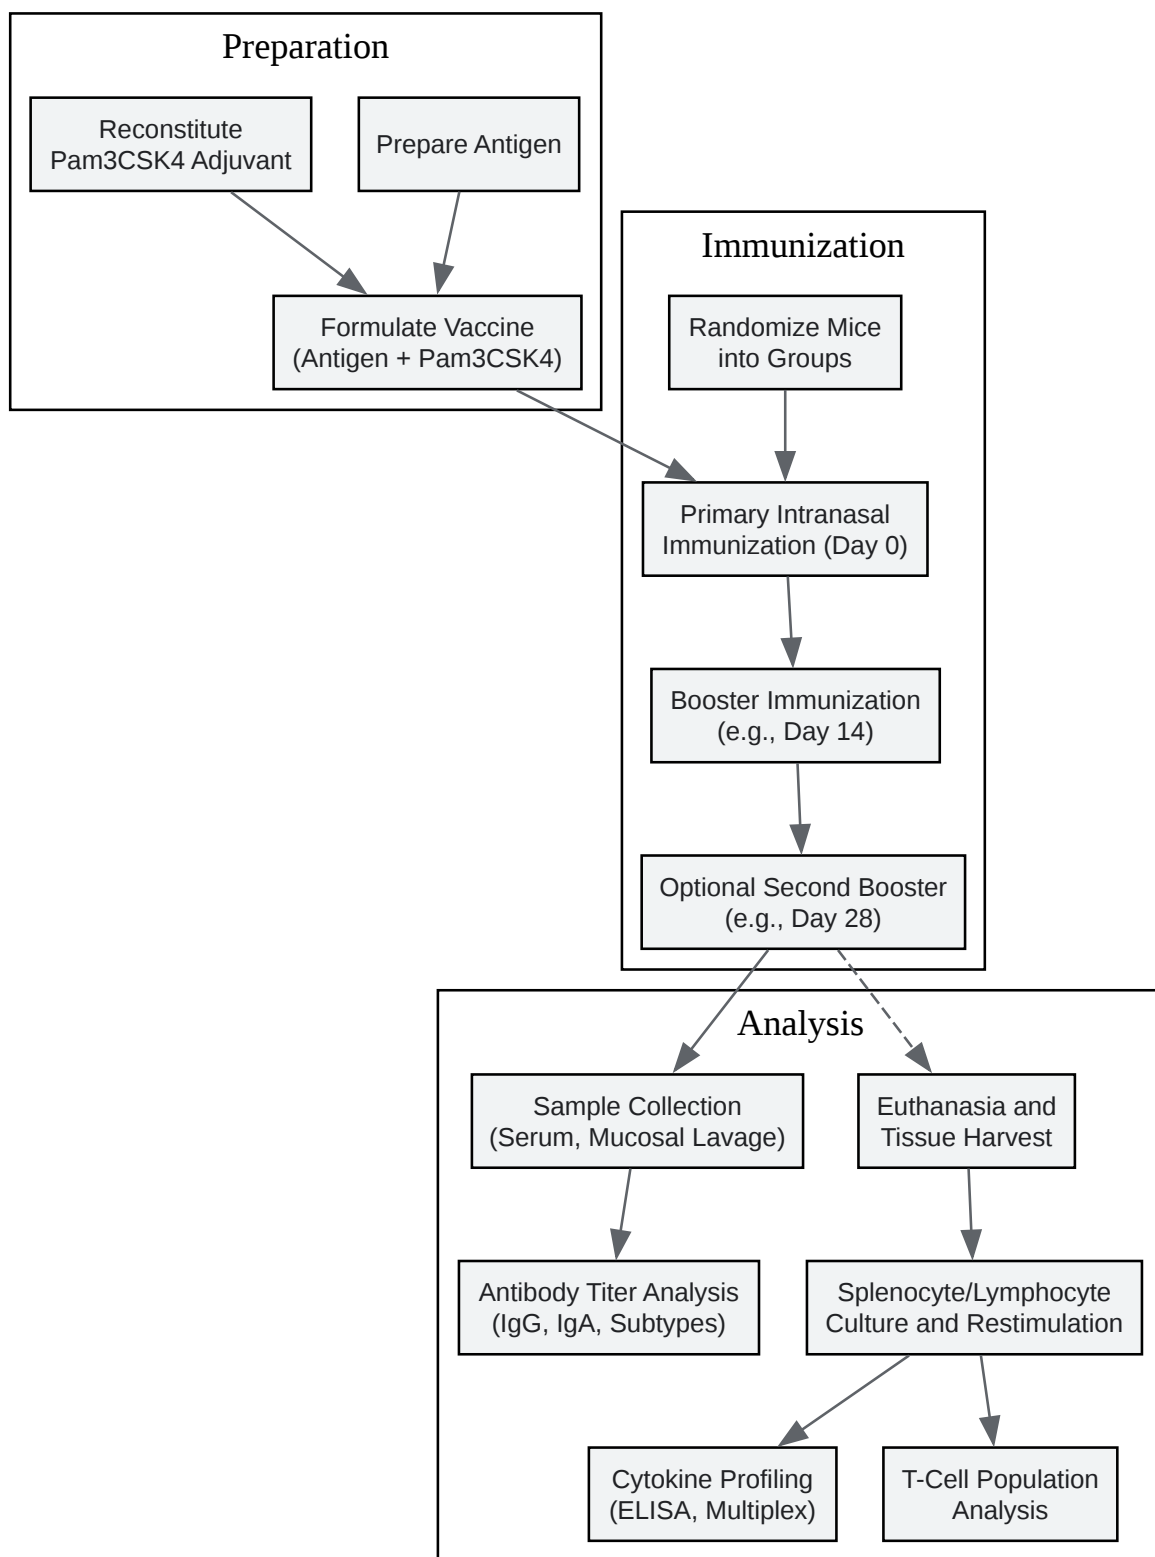 Preparation
Reconstitute
Pam3CSK4 Adjuvant
Prepare Antigen
Formulate Vaccine
(Antigen + Pam3CSK4)
Immunization
Randomize Mice
into Groups
Primary Intranasal
Immunization (Day 0)
Booster Immunization
(e.g., Day 14)
Optional Second Booster
(e.g., Day 28)
Analysis
Sample Collection
(Serum, Mucosal Lavage)
Euthanasia and
Tissue Harvest
Antibody Titer Analysis
(IgG, IgA, Subtypes)
Splenocyte/Lymphocyte
Culture and Restimulation
Cytokine Profiling
(ELISA, Multiplex)
T-Cell Population
Analysis